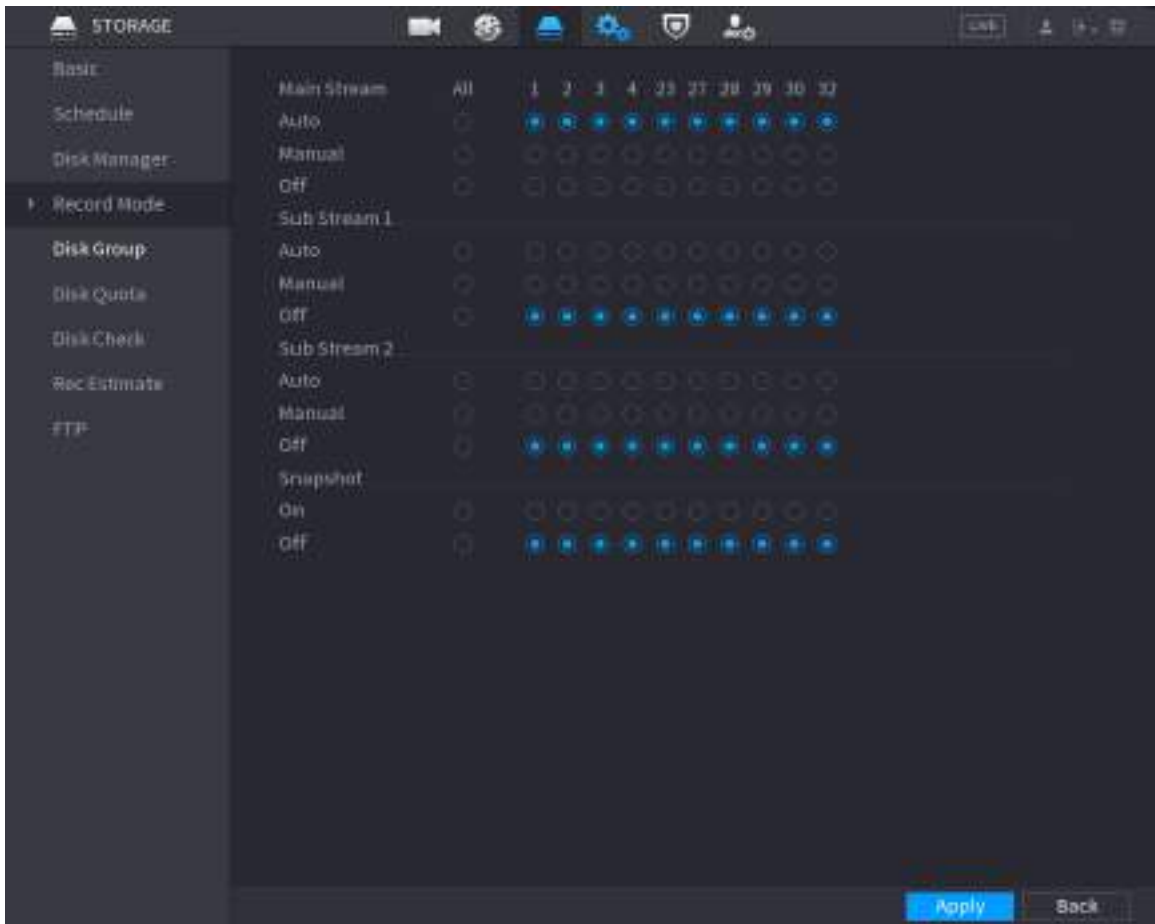 STORAGE LIVE
Basic
Schedule
Disk Manager
Record Mode
Disk Group
Disk Quota
Disk Check
Rec Estimate
FTP
Main Stream All 1 2 3 4 23 27 28 29 30 32
Auto
Manual
Off
Sub Stream 1
Auto
Manual
Off
Sub Stream 2
Auto
Manual
Off
Snapshot
On
Off
Apply Back